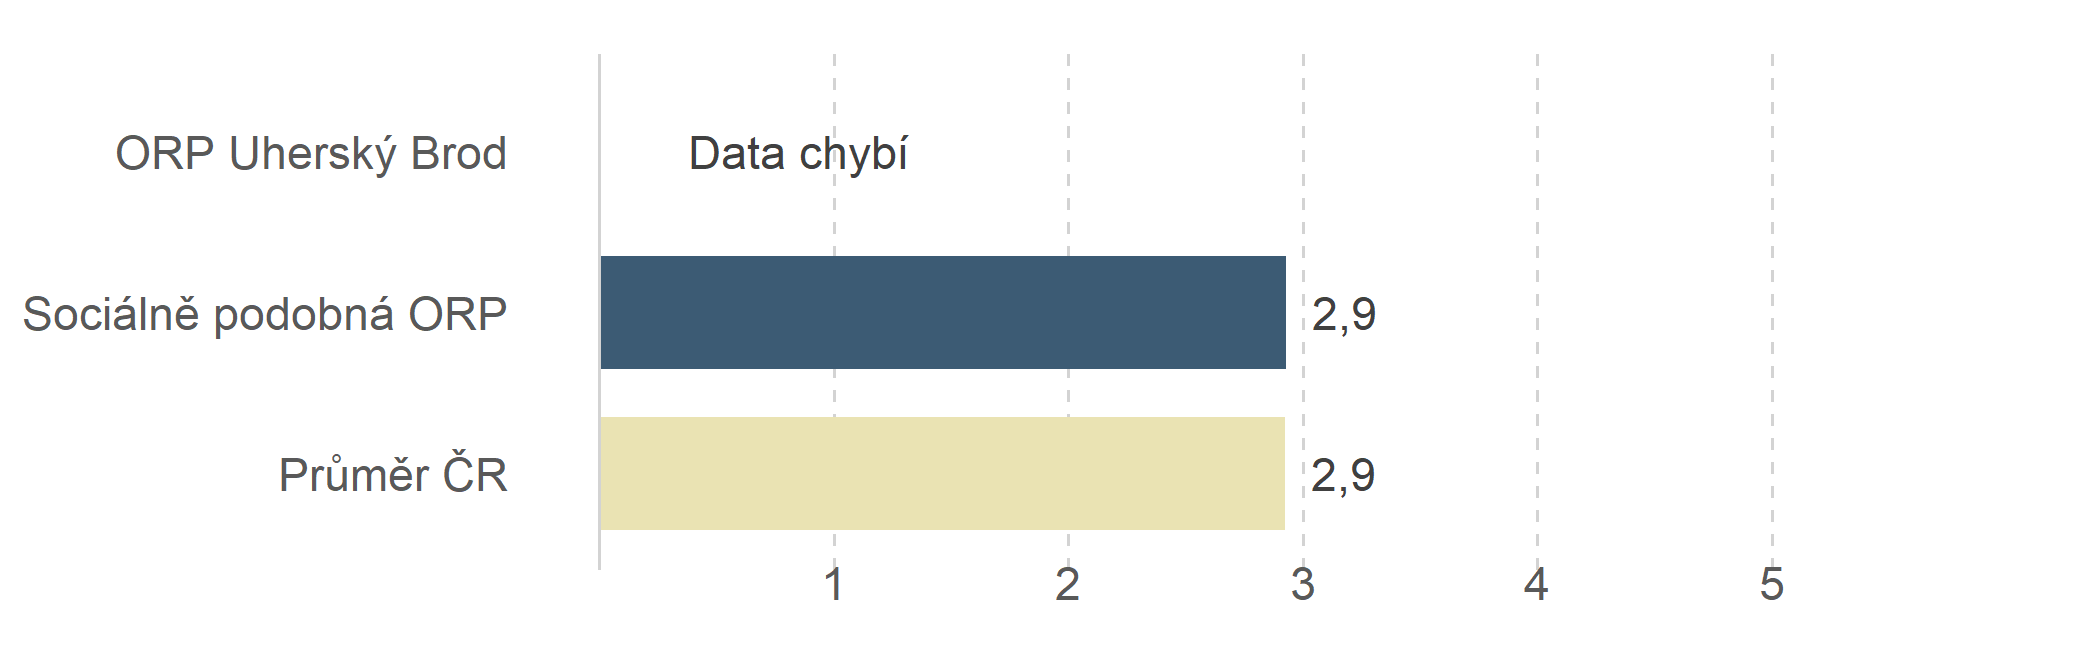 ORP Uherský Brod
Data chybí
Sociálně podobná ORP
2,9
Průměr ČR
2,9
1 2 3 4 5